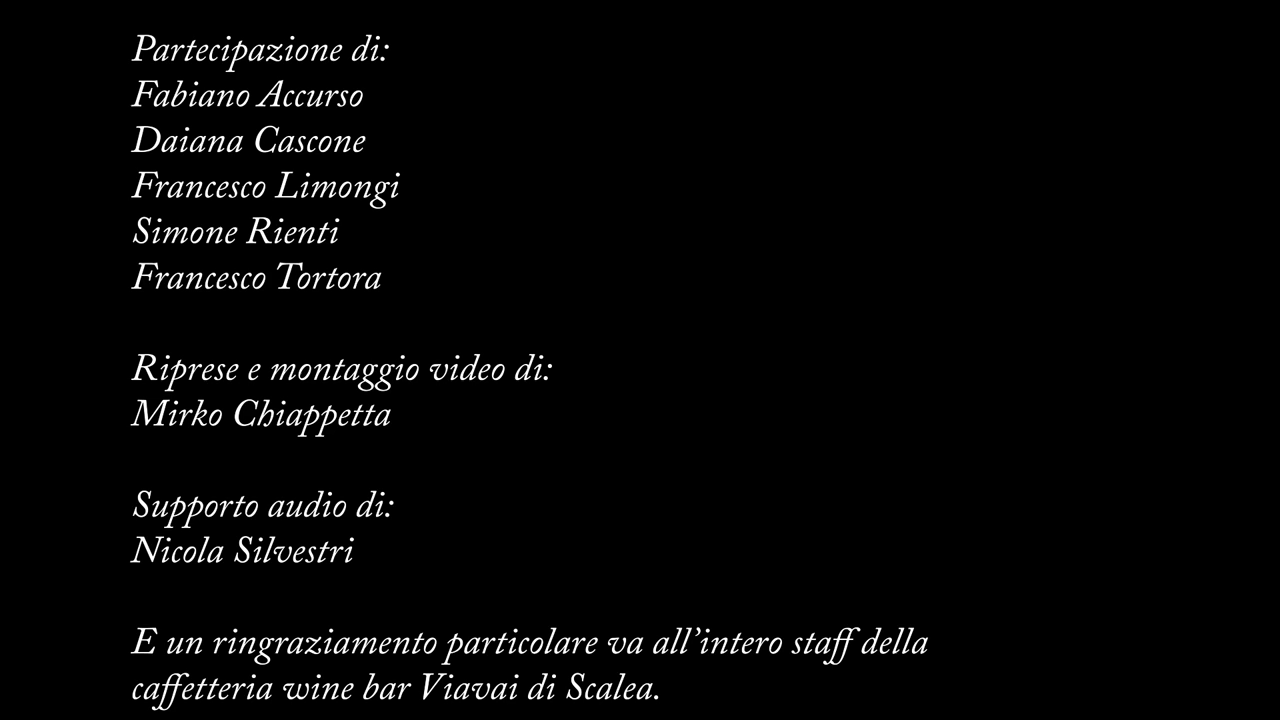 Partecipazione di:
Fabiano Accurso
Daiana Cascone
Francesco Limongi
Simone Rienti
Francesco Tortora
Riprese e montaggio video di:
Mirko Chiappetta
Supporto audio di:
Nicola Silvestri
E un ringraziamento particolare va all’intero staff della
caffetteria wine bar Viavai di Scalea.